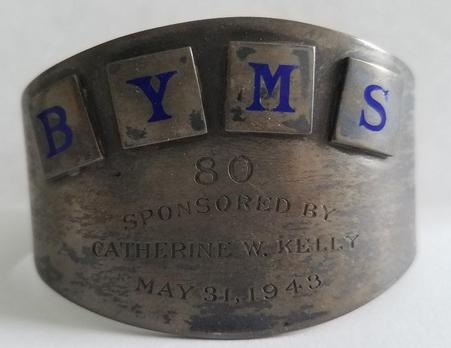 BYMS
80
SPONSORED BY
CATHERINE W. KELLY
MAY 31, 1943